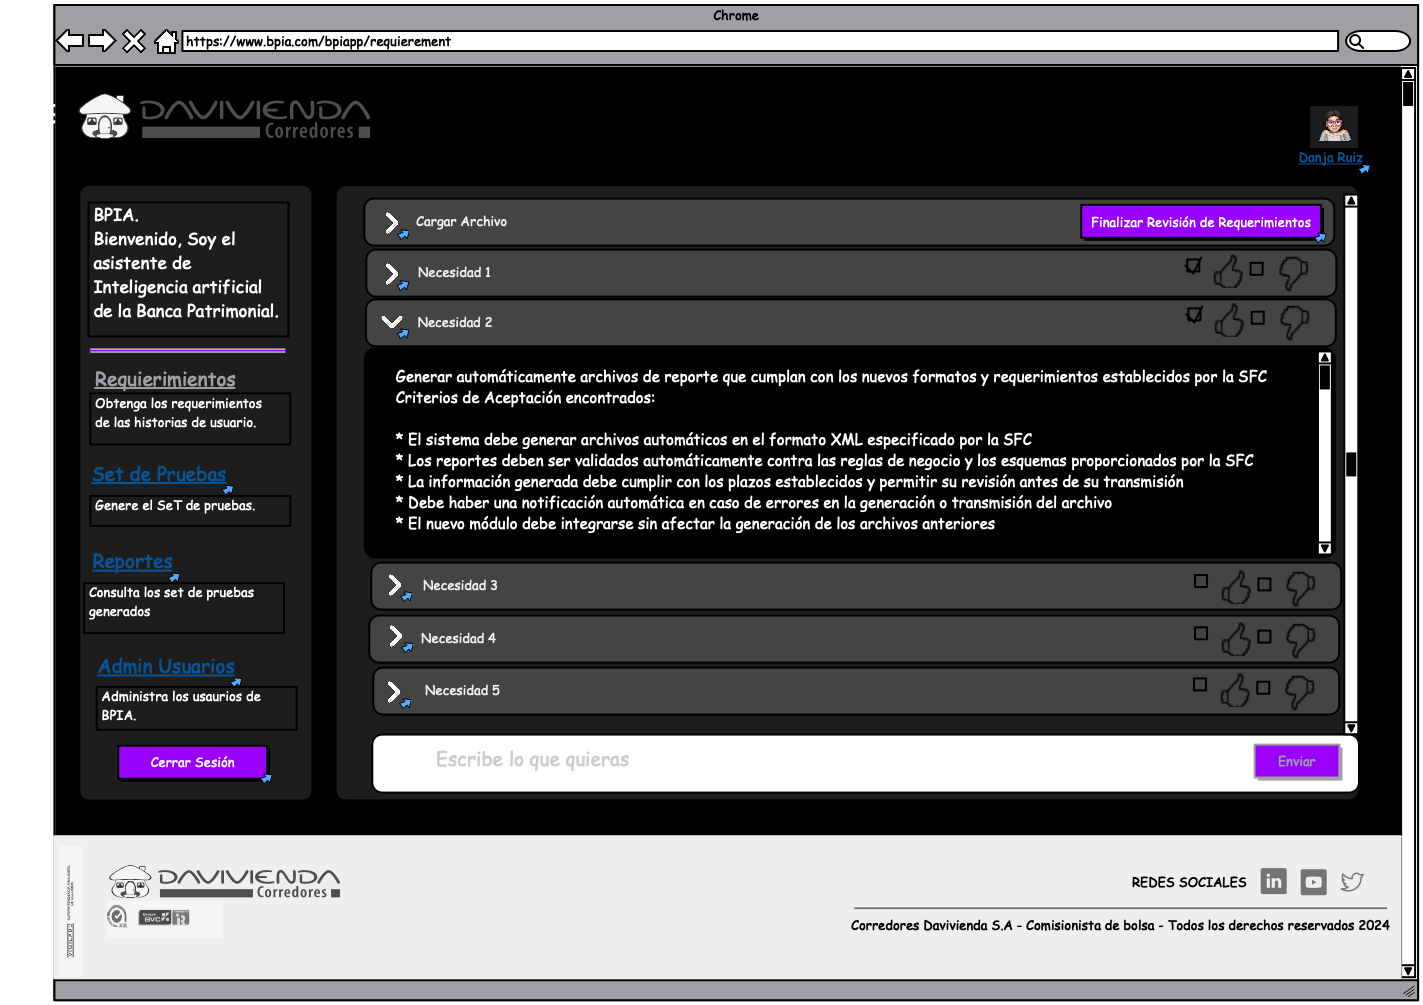 Chrome
https://www.bpia.com/bpiapp/requierement
DAVIVIENDA
Corredores
Danja Ruiz
BPIA.
Bienvenido, Soy el
asistente de
Inteligencia artificial
de la Banca Patrimonial.
Requierimientos
Obtenga los requerimientos
de las historias de usuario.
Set de Pruebas
Genere el SeT de pruebas.
Reportes
Consulta los set de pruebas
generados
Admin Usuarios
Administra los usaurios de
BPIA.
Cerrar Sesión
Cargar Archivo
Finalizar Revisión de Requerimientos
Necesidad 1
Necesidad 2
Generar automáticamente archivos de reporte que cumplan con los nuevos formatos y requerimientos establecidos por la SFC
Criterios de Aceptación encontrados:
* El sistema debe generar archivos automáticos en el formato XML especificado por la SFC
* Los reportes deben ser validados automáticamente contra las reglas de negocio y los esquemas proporcionados por la SFC
* La información generada debe cumplir con los plazos establecidos y permitir su revisión antes de su transmisión
* Debe haber una notificación automática en caso de errores en la generación o transmisión del archivo
* El nuevo módulo debe integrarse sin afectar la generación de los archivos anteriores
Necesidad 3
Necesidad 4
Necesidad 5
Escribe lo que quieras
Enviar
DAVIVIENDA
Corredores
BVC
IR
VIGILADO
REDES SOCIALES
in
Corredores Davivienda S.A - Comisionista de bolsa - Todos los derechos reservados 2024